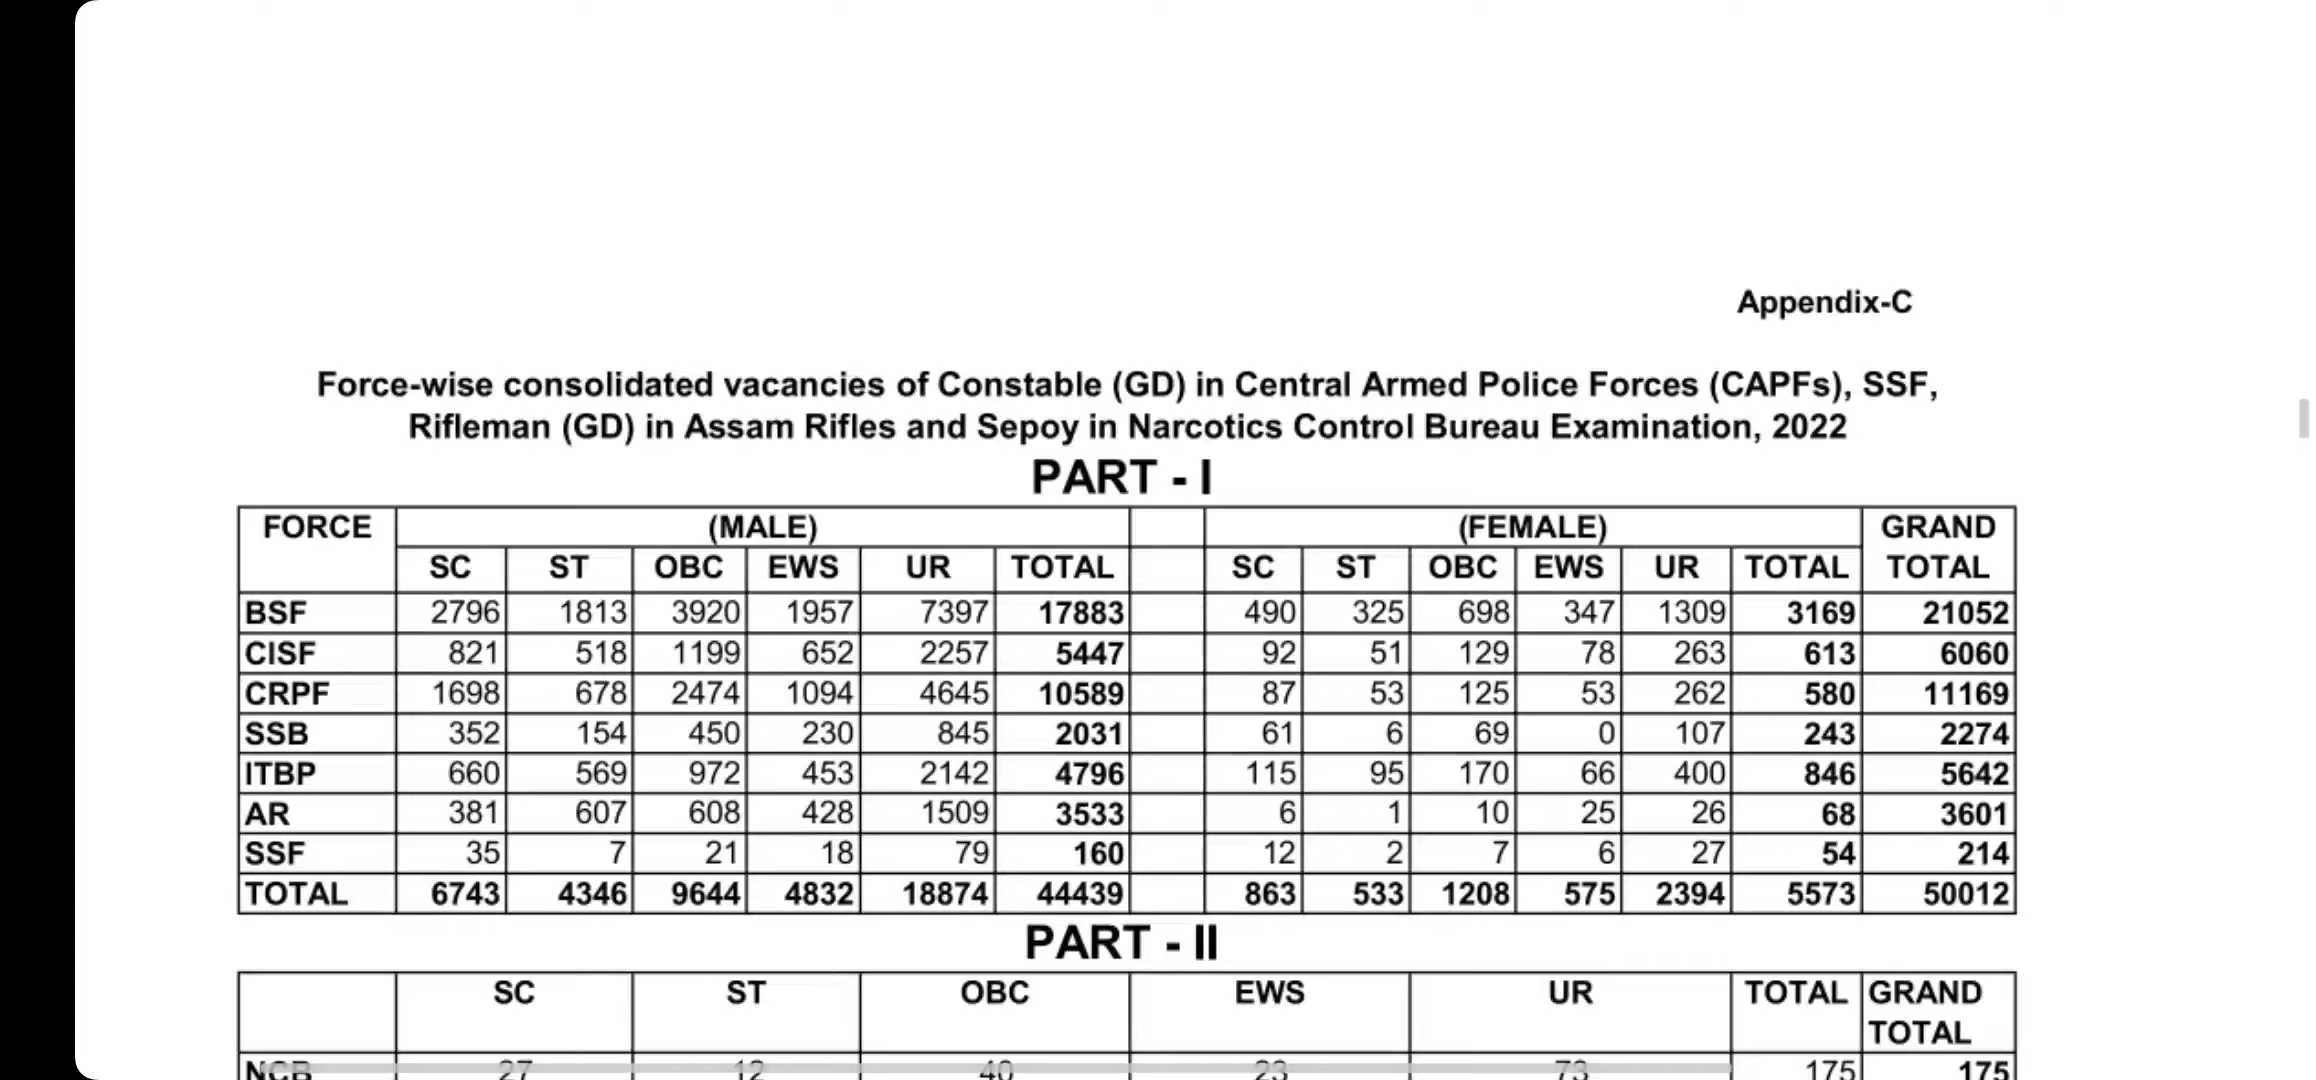 Appendix-C
Force-wise consolidated vacancies of Constable (GD) in Central Armed Police Forces (CAPFs), SSF,
Rifleman (GD) in Assam Rifles and Sepoy in Narcotics Control Bureau Examination, 2022
PART - I
FORCE (MALE) (FEMALE) GRAND
SC ST OBC EWS UR TOTAL SC ST OBC EWS UR TOTAL TOTAL
BSF 2796 1813 3920 1957 7397 17883 490 325 698 347 1309 3169 21052
CISF 821 518 1199 652 2257 5447 92 51 129 78 263 613 6060
CRPF 1698 678 2474 1094 4645 10589 87 53 125 53 262 580 11169
SSB 352 154 450 230 845 2031 61 6 69 0 107 243 2274
ITBP 660 569 972 453 2142 4796 115 95 170 66 400 846 5642
AR 381 607 608 428 1509 3533 6 1 10 25 26 68 3601
SSF 35 7 21 18 79 160 12 2 7 6 27 54 214
TOTAL 6743 4346 9644 4832 18874 44439 863 533 1208 575 2394 5573 50012
PART - II
SC ST OBC EWS UR TOTAL GRAND
TOTAL
NCB 27 12 40 23 73 175 175